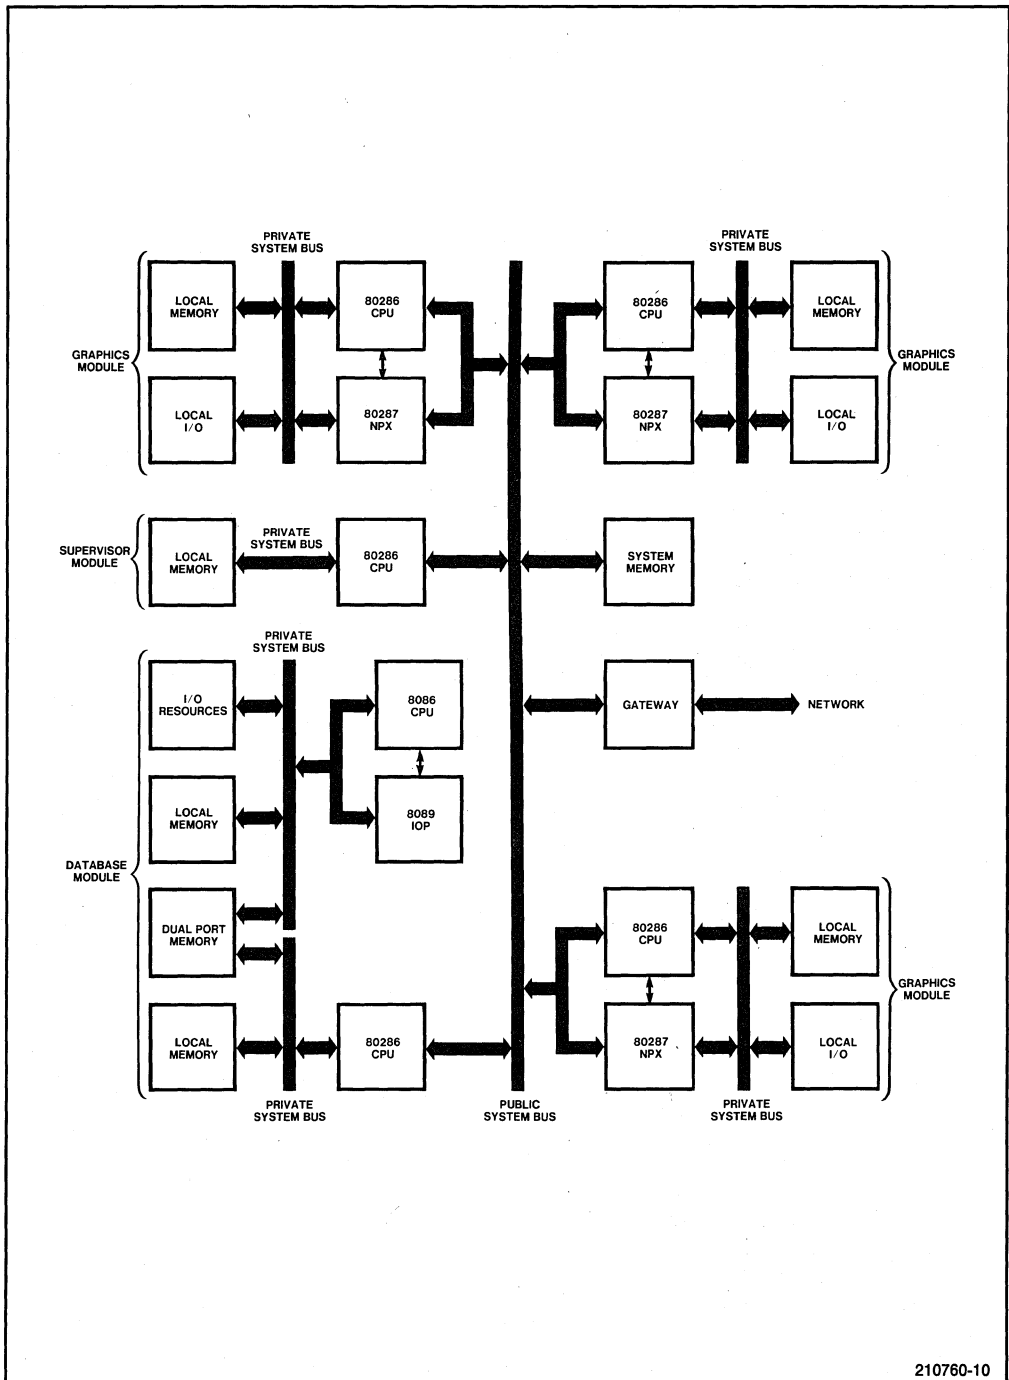 PRIVATE
SYSTEM BUS
PRIVATE
SYSTEM BUS
LOCAL
MEMORY
80286
CPU
80286
CPU
LOCAL
MEMORY
GRAPHICS
MODULE
GRAPHICS
MODULE
LOCAL
I/O
80287
NPX
80287
NPX
LOCAL
I/O
SUPERVISOR
MODULE
LOCAL
MEMORY
PRIVATE
SYSTEM BUS
80286
CPU
SYSTEM
MEMORY
PRIVATE
SYSTEM BUS
I/O
RESOURCES
8086
CPU
GATEWAY
NETWORK
LOCAL
MEMORY
8089
IOP
DATABASE
MODULE
DUAL PORT
MEMORY
80286
CPU
LOCAL
MEMORY
GRAPHICS
MODULE
LOCAL
MEMORY
80286
CPU
80287
NPX
LOCAL
I/O
PRIVATE
SYSTEM BUS
PUBLIC
SYSTEM BUS
PRIVATE
SYSTEM BUS
210760-10